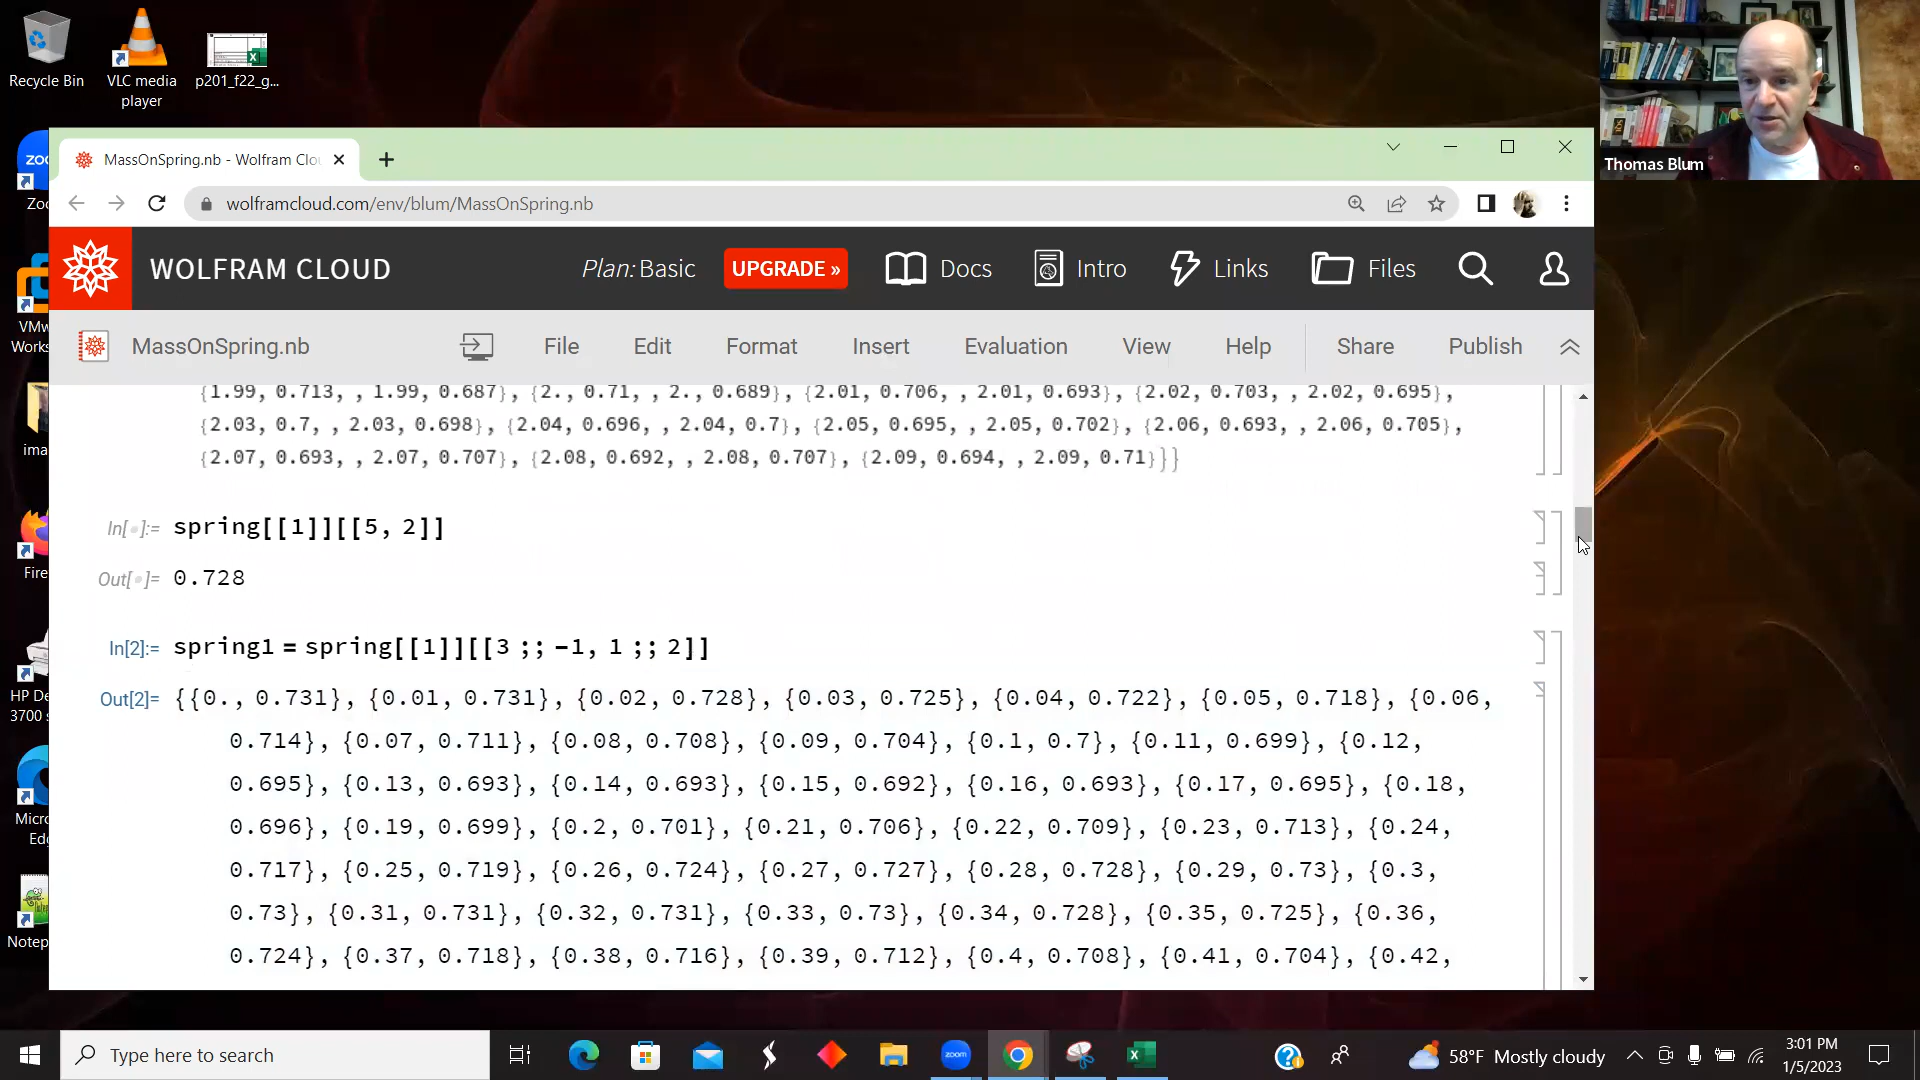 Recycle Bin
VLC media
player
p201_f22_g...
Thomas Blum
MassOnSpring.nb - Wolfram Clo
wolframcloud.com/env/blum/MassOnSpring.nb
WOLFRAM CLOUD
Plan: Basic
UPGRADE »
Docs
Intro
Links
Files
MassOnSpring.nb
File
Edit
Format
Insert
Evaluation
View
Help
Share
Publish
{1.99, 0.713, , 1.99, 0.687}, {2., 0.71, , 2., 0.689}, {2.01, 0.706, , 2.01, 0.693}, {2.02, 0.703, , 2.02, 0.695},
{2.03, 0.7, , 2.03, 0.698}, {2.04, 0.696, , 2.04, 0.7}, {2.05, 0.695, , 2.05, 0.702}, {2.06, 0.693, , 2.06, 0.705},
{2.07, 0.693, , 2.07, 0.707}, {2.08, 0.692, , 2.08, 0.707}, {2.09, 0.694, , 2.09, 0.71}}}
In[•]:= spring[[1]][[5, 2]]
Out[•]= 0.728
In[2]:= spring1 = spring[[1]][[3 ;; -1, 1 ;; 2]]
Out[2]= {{0., 0.731}, {0.01, 0.731}, {0.02, 0.728}, {0.03, 0.725}, {0.04, 0.722}, {0.05, 0.718}, {0.06,
0.714}, {0.07, 0.711}, {0.08, 0.708}, {0.09, 0.704}, {0.1, 0.7}, {0.11, 0.699}, {0.12,
0.695}, {0.13, 0.693}, {0.14, 0.693}, {0.15, 0.692}, {0.16, 0.693}, {0.17, 0.695}, {0.18,
0.696}, {0.19, 0.699}, {0.2, 0.701}, {0.21, 0.706}, {0.22, 0.709}, {0.23, 0.713}, {0.24,
0.717}, {0.25, 0.719}, {0.26, 0.724}, {0.27, 0.727}, {0.28, 0.728}, {0.29, 0.73}, {0.3,
0.73}, {0.31, 0.731}, {0.32, 0.731}, {0.33, 0.73}, {0.34, 0.728}, {0.35, 0.725}, {0.36,
0.724}, {0.37, 0.718}, {0.38, 0.716}, {0.39, 0.712}, {0.4, 0.708}, {0.41, 0.704}, {0.42,
zoo
Zoo
VMw
Works
ima
Fire
HP De
3700 s
Micro
Edg
Notep
Type here to search
zoom
58°F Mostly cloudy
3:01 PM
1/5/2023